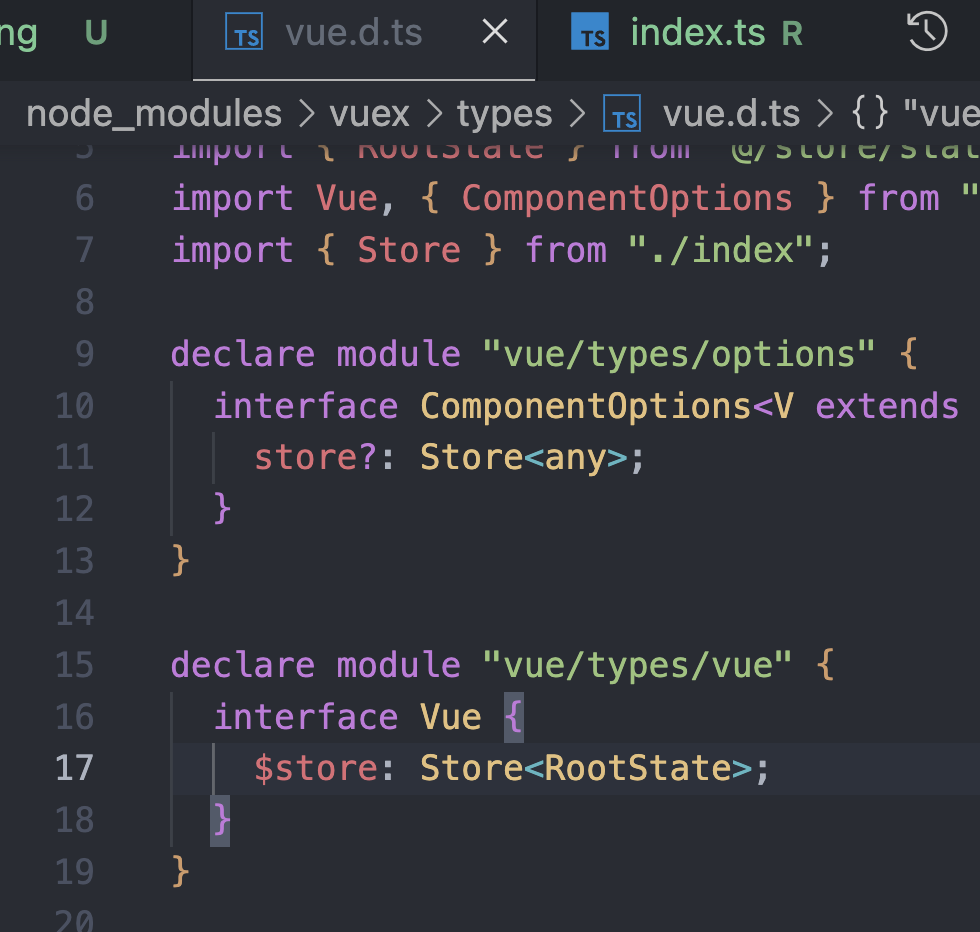 ng U TS vue.d.ts × TS index.ts R
node_modules > vuex > types > TS vue.d.ts > {} "vue
5 import { RootState } from "@/store/stat
6 import Vue, { ComponentOptions } from "
7 import { Store } from "./index";
8
9 declare module "vue/types/options" {
10 interface ComponentOptions<V extends
11 store?: Store<any>;
12 }
13 }
14
15 declare module "vue/types/vue" {
16 interface Vue {
17 $store: Store<RootState>;
18 }
19 }
20